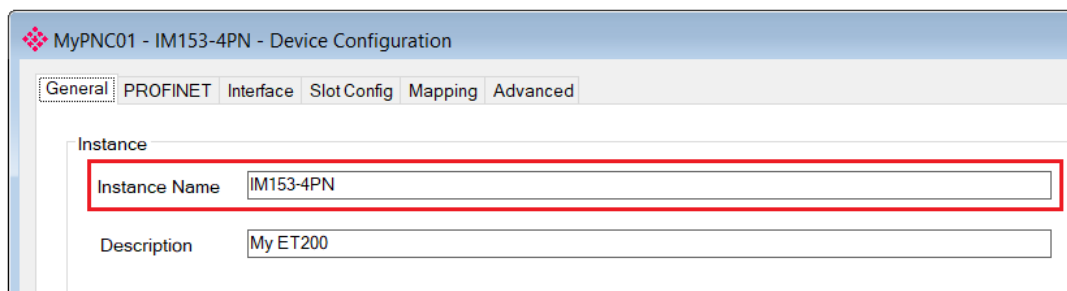 MyPNC01 - IM153-4PN - Device Configuration
General PROFINET Interface Slot Config Mapping Advanced
Instance
Instance Name IM153-4PN
Description My ET200